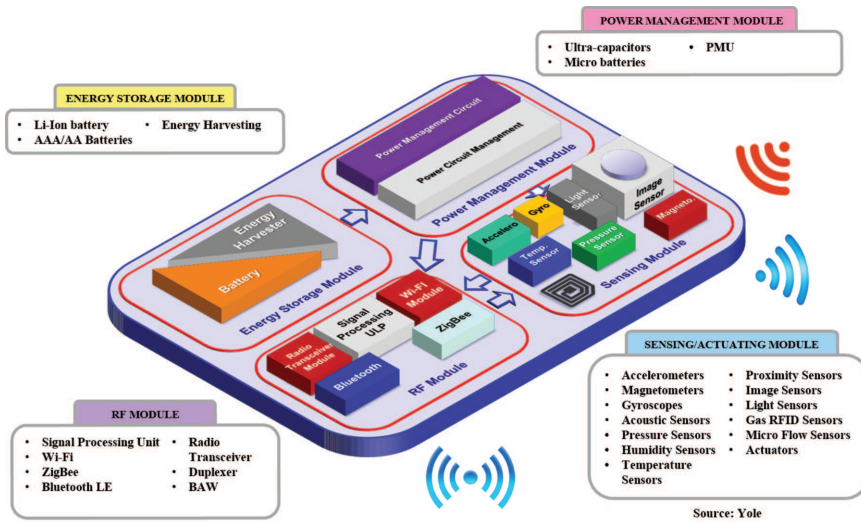 POWER MANAGEMENT MODULE
• Ultra-capacitors
• Micro batteries
• PMU
ENERGY STORAGE MODULE
• Li-Ion battery
• AAA/AA Batteries
• Energy Harvesting
Power Management Circuit
Power Circuit Management
Power Management Module
Energy
Harvester
Battery
Energy Storage Module
Light
Sensor
Image
Sensor
Gyro
Accelero
Magneto.
Temp.
Sensor
Pressure
Sensor
Sensing Module
Wi-Fi
Module
Signal
Processing
ULP
ZigBee
Radio
Transceiver
Module
Bluetooth
RF Module
RF MODULE
• Signal Processing Unit
• Wi-Fi
• ZigBee
• Bluetooth LE
• Radio
Transceiver
• Duplexer
• BAW
SENSING/ACTUATING MODULE
• Accelerometers
• Magnetometers
• Gyroscopes
• Acoustic Sensors
• Pressure Sensors
• Humidity Sensors
• Temperature
Sensors
• Proximity Sensors
• Image Sensors
• Light Sensors
• Gas RFID Sensors
• Micro Flow Sensors
• Actuators
Source: Yole